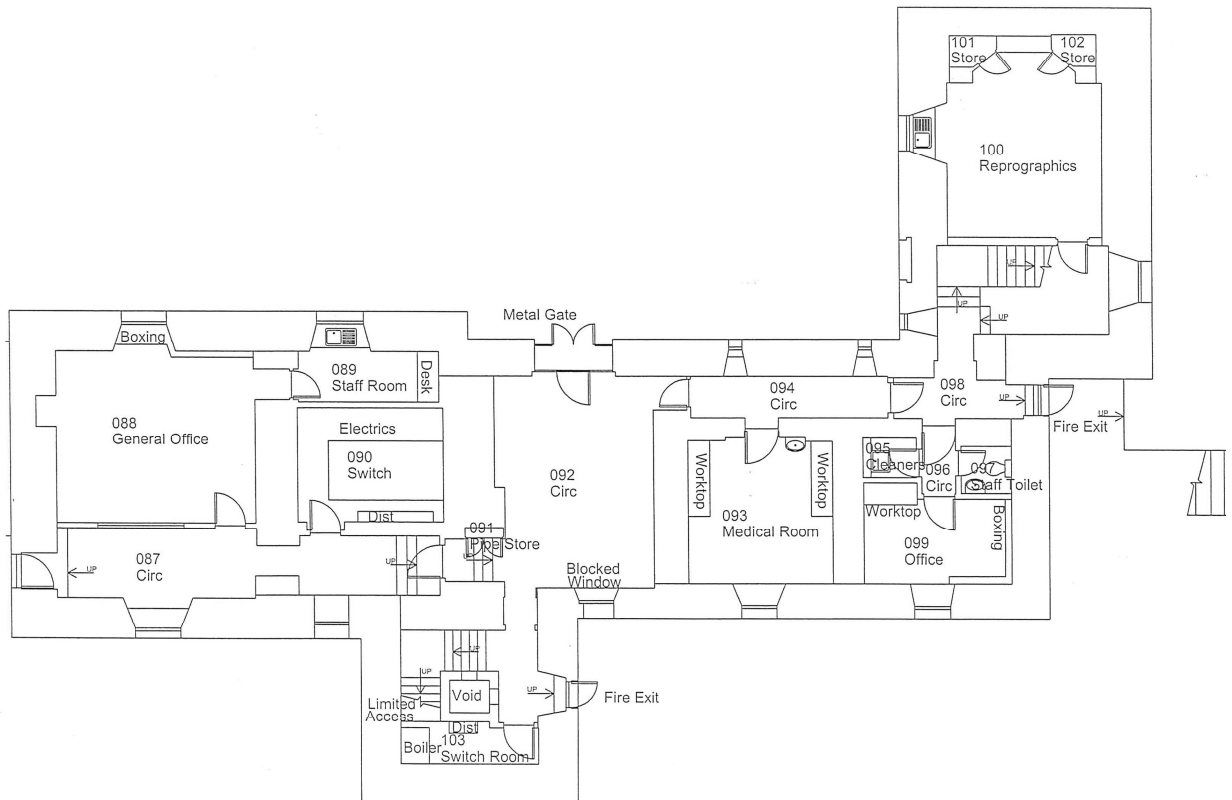 101
Store
102
Store
100
Reprographics
UP
UP
UP
Metal Gate
Boxing
089
Staff Room
Desk
094
Circ
098
Circ
UP
UP
Fire Exit
088
General Office
Electrics
090
Switch
092
Circ
Worktop
Worktop
095
Cleaners
096
Circ
097
Staff Toilet
Dist
091
Pipe Store
093
Medical Room
Worktop
Boxing
099
Office
087
Circ
UP
UP
UP
Blocked
Window
UP
UP
Void
UP
Limited
Access
Fire Exit
Dist
Boiler
103
Switch Room